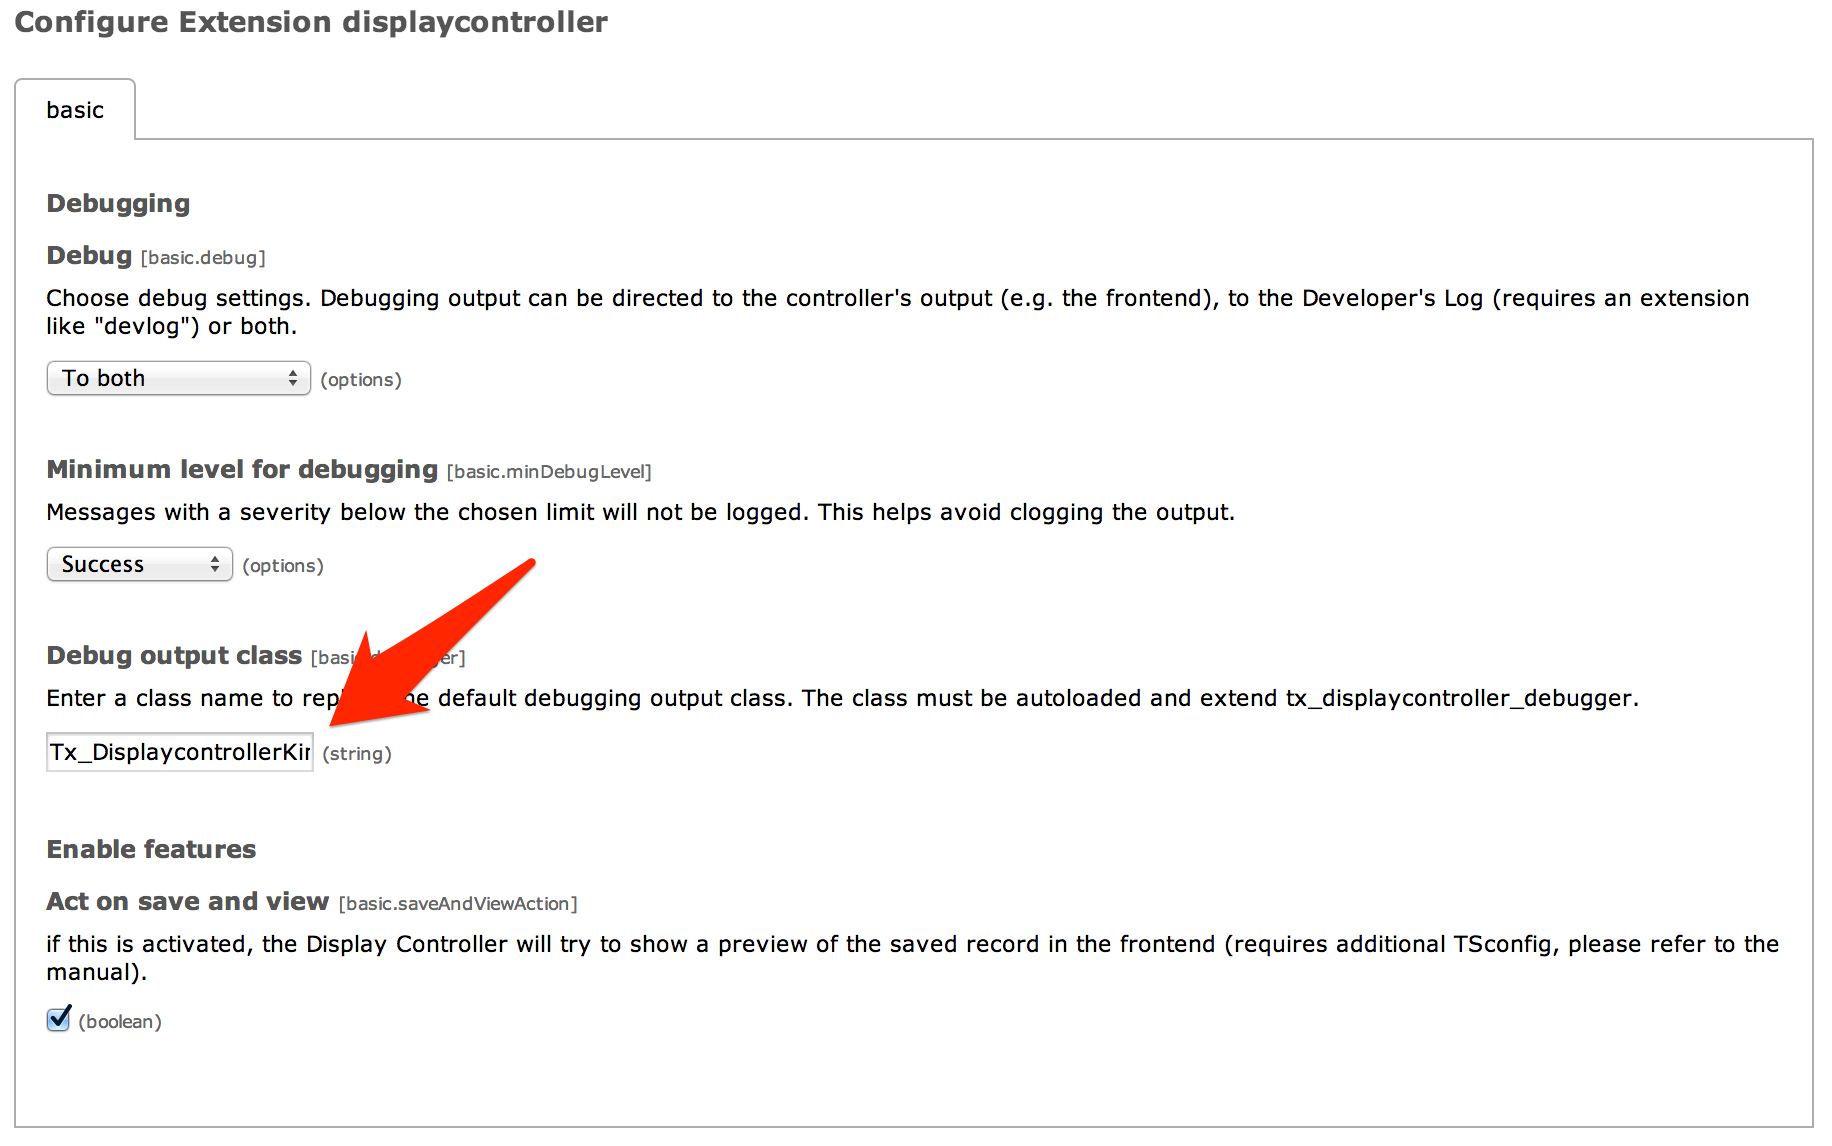 Configure Extension displaycontroller
basic
Debugging
Debug [basic.debug]
Choose debug settings. Debugging output can be directed to the controller's output (e.g. the frontend), to the Developer's Log (requires an extension
like "devlog") or both.
To both (options)
Minimum level for debugging [basic.minDebugLevel]
Messages with a severity below the chosen limit will not be logged. This helps avoid clogging the output.
Success (options)
Debug output class
Enter a class name to default debugging output class. The class must be autoloaded and extend tx_displaycontroller_debugger.
Tx_DisplaycontrollerKi (string)
Enable features
Act on save and view [basic.saveAndViewAction]
if this is activated, the Display Controller will try to show a preview of the saved record in the frontend (requires additional TSconfig, please refer to the
manual).
(boolean)